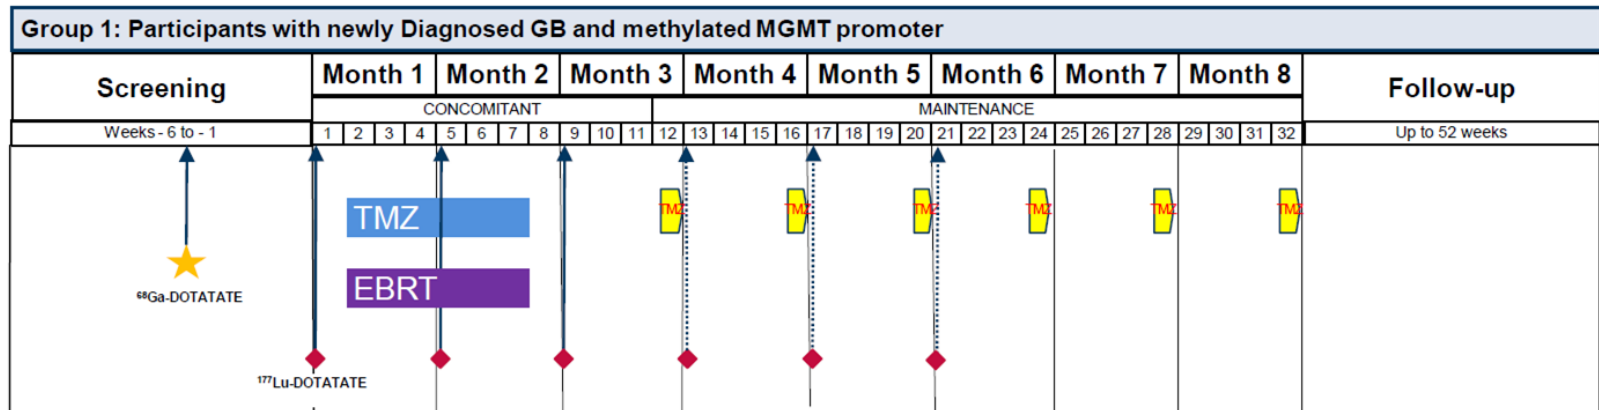 Group 1: Participants with newly Diagnosed GB and methylated MGMT promoter
Screening
Month 1 Month 2 Month 3 Month 4 Month 5 Month 6 Month 7 Month 8
Follow-up
CONCOMITANT MAINTENANCE
Weeks - 6 to - 1 1 2 3 4 5 6 7 8 9 10 11 12 13 14 15 16 17 18 19 20 21 22 23 24 25 26 27 28 29 30 31 32 Up to 52 weeks
TMZ TMZ TMZ TMZ TMZ TMZ TMZ
EBRT
⁶⁸Ga-DOTATATE
¹⁷⁷Lu-DOTATATE